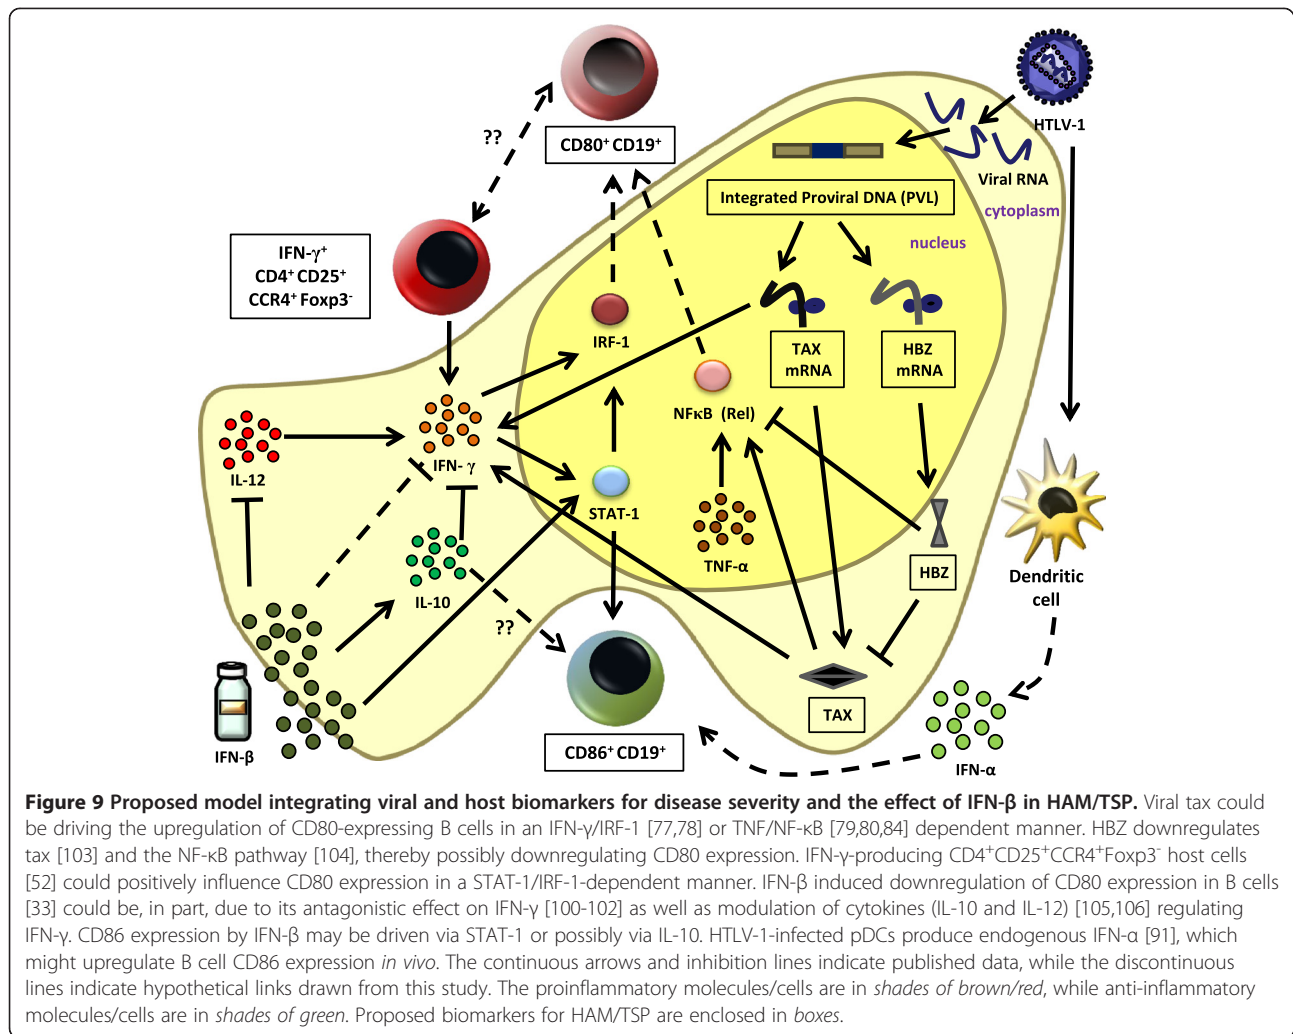 ??
CD80⁺ CD19⁺
HTLV-1
Viral RNA
Integrated Proviral DNA (PVL)
cytoplasm
nucleus
IFN-γ⁺
CD4⁺ CD25⁺
CCR4⁺ Foxp3⁻
IRF-1
TAX
mRNA
HBZ
mRNA
NFκB (Rel)
IFN- γ
IL-12
STAT-1
TNF-α
HBZ
Dendritic
cell
IL-10
??
IFN-β
TAX
CD86⁺ CD19⁺
IFN-α
Figure 9 Proposed model integrating viral and host biomarkers for disease severity and the effect of IFN-β in HAM/TSP. Viral tax could
be driving the upregulation of CD80-expressing B cells in an IFN-γ/IRF-1 [77,78] or TNF/NF-κB [79,80,84] dependent manner. HBZ downregulates
tax [103] and the NF-κB pathway [104], thereby possibly downregulating CD80 expression. IFN-γ-producing CD4⁺CD25⁺CCR4⁺Foxp3⁻ host cells
[52] could positively influence CD80 expression in a STAT-1/IRF-1-dependent manner. IFN-β induced downregulation of CD80 expression in B cells
[33] could be, in part, due to its antagonistic effect on IFN-γ [100-102] as well as modulation of cytokines (IL-10 and IL-12) [105,106] regulating
IFN-γ. CD86 expression by IFN-β may be driven via STAT-1 or possibly via IL-10. HTLV-1-infected pDCs produce endogenous IFN-α [91], which
might upregulate B cell CD86 expression in vivo. The continuous arrows and inhibition lines indicate published data, while the discontinuous
lines indicate hypothetical links drawn from this study. The proinflammatory molecules/cells are in shades of brown/red, while anti-inflammatory
molecules/cells are in shades of green. Proposed biomarkers for HAM/TSP are enclosed in boxes.